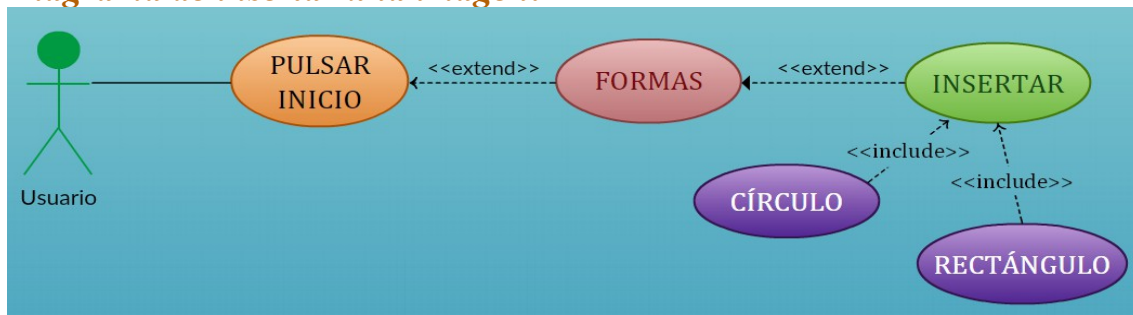 PULSAR
INICIO
<<extend>>
FORMAS
<<extend>>
INSERTAR
<<include>>
<<include>>
CÍRCULO
RECTÁNGULO
Usuario